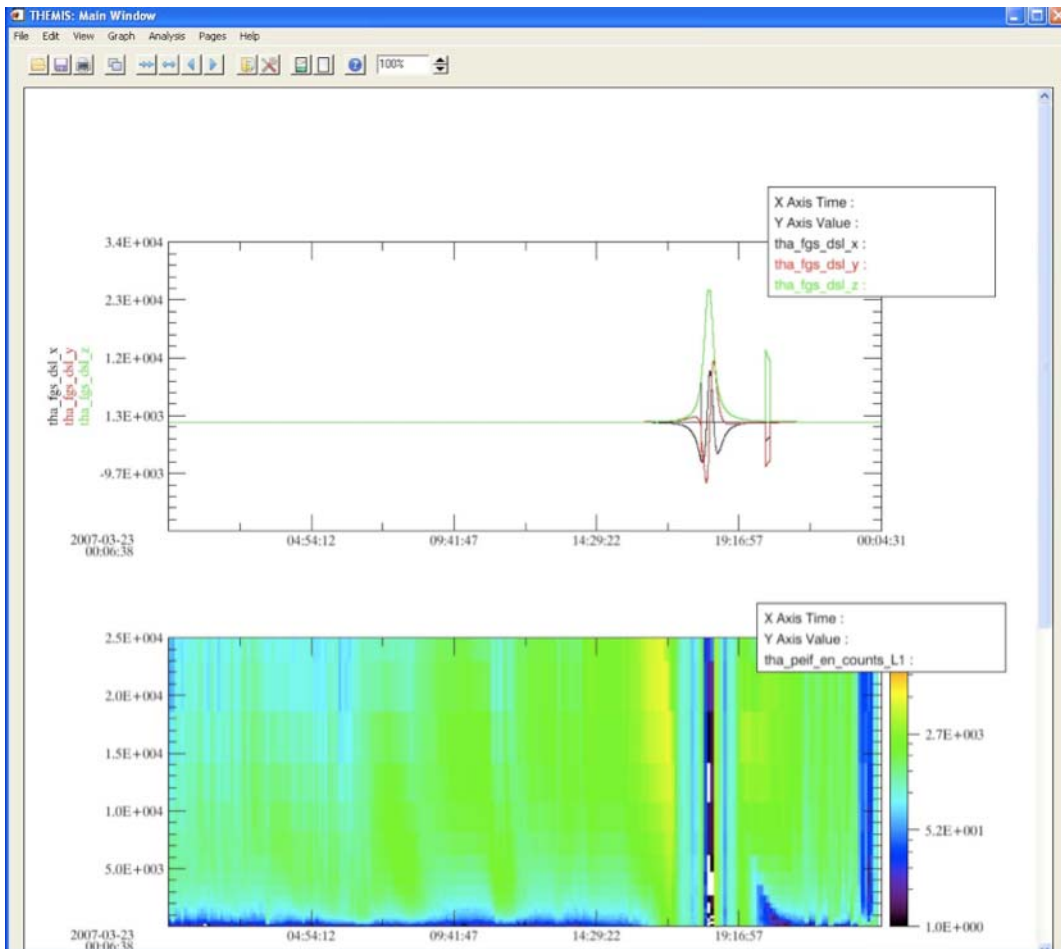 THEMIS: Main Window
File Edit View Graph Analysis Pages Help
100%
X Axis Time :
Y Axis Value :
tha_fgs_dsl_x :
tha_fgs_dsl_y :
tha_fgs_dsl_z :
3.4E+004
2.3E+004
1.2E+004
1.3E+003
-9.7E+003
tha_fgs_dsl_x
tha_fgs_dsl_y
tha_fgs_dsl_z
2007-03-23 04:54:12 09:41:47 14:29:22 19:16:57 00:04:31
00:06:38
X Axis Time :
Y Axis Value :
tha_peif_en_counts_L1 :
2.5E+004
2.0E+004
1.5E+004
1.0E+004
5.0E+003
2.7E+003
5.2E+001
1.0E+000
2007-03-23 04:54:12 09:41:47 14:29:22 19:16:57
00:06:38